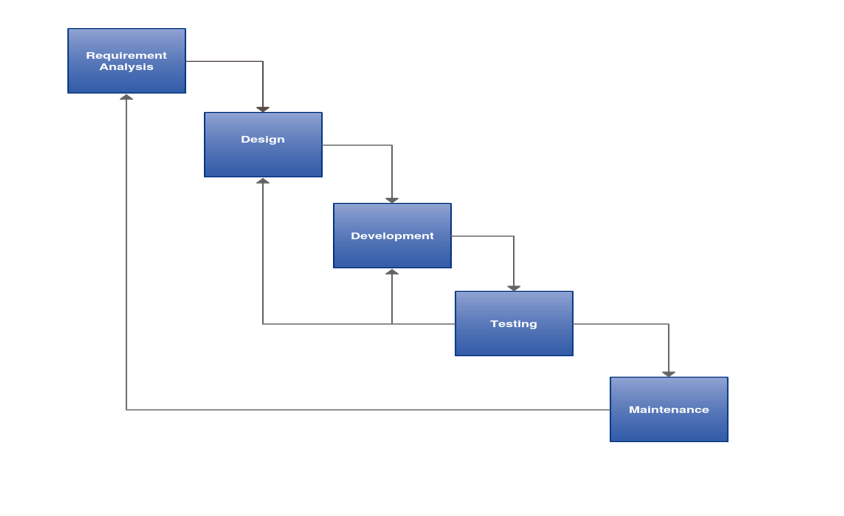 Requirement
Analysis
Design
Development
Testing
Maintenance